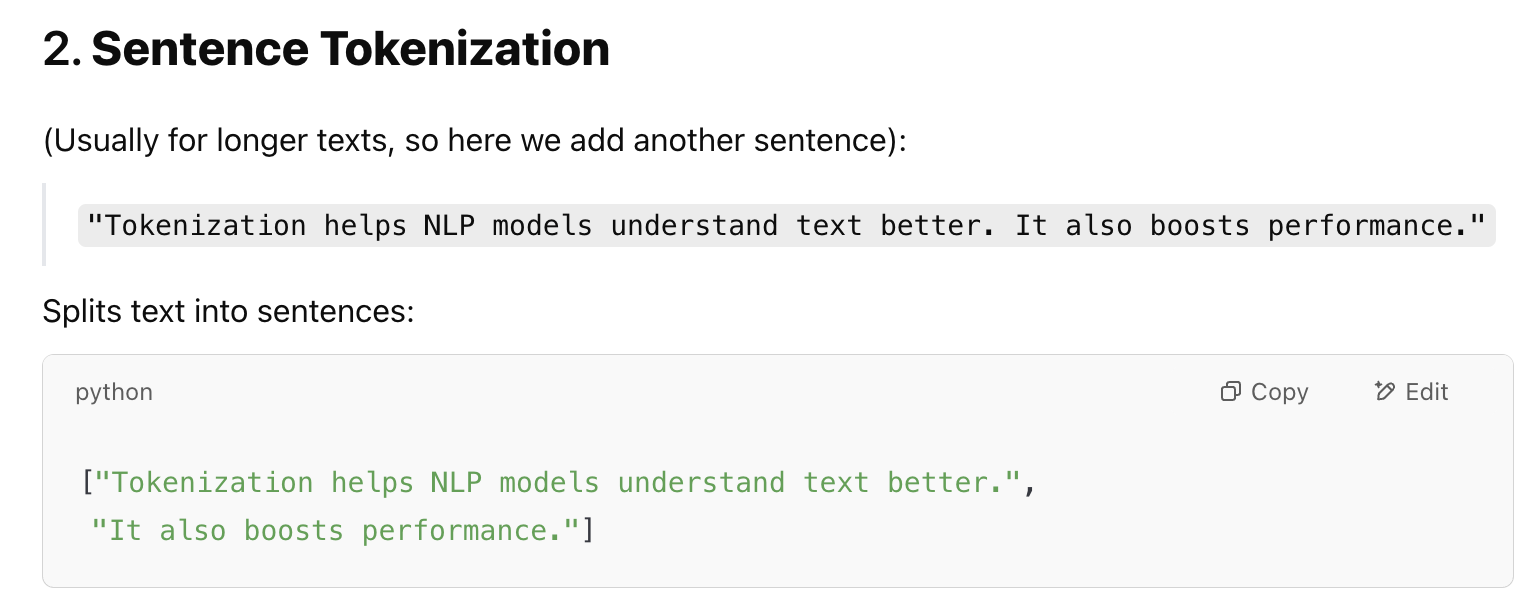 2. Sentence Tokenization
(Usually for longer texts, so here we add another sentence):
"Tokenization helps NLP models understand text better. It also boosts performance."
Splits text into sentences:
python Copy Edit
["Tokenization helps NLP models understand text better.",
"It also boosts performance."]